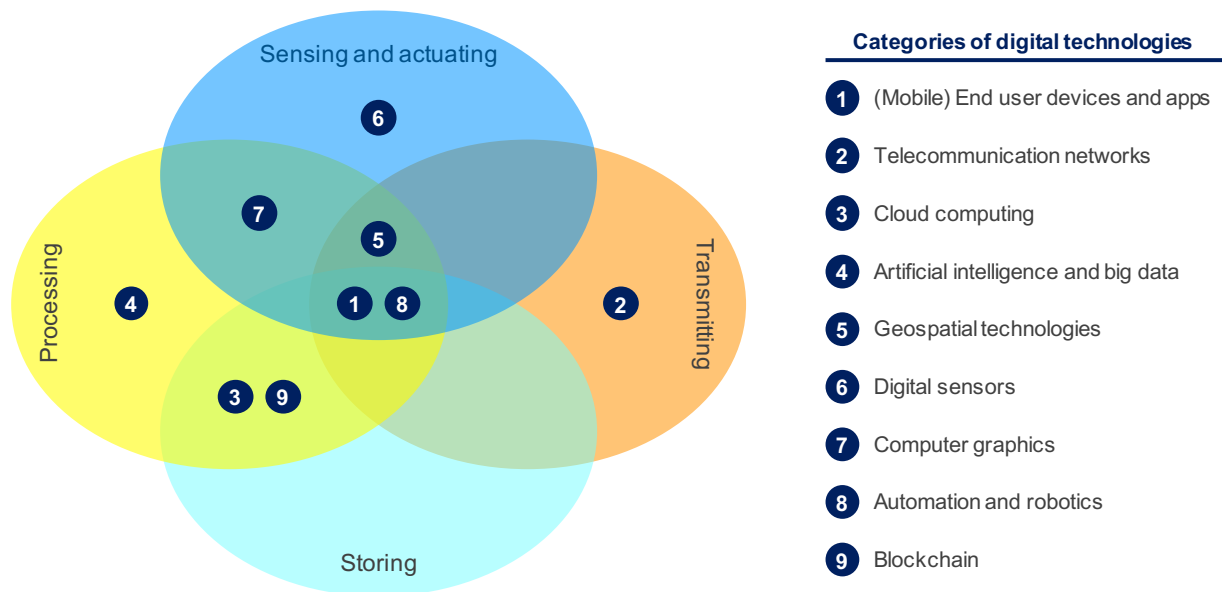 Sensing and actuating
Processing
Transmitting
Storing
6
7
5
4
1 8
2
3 9
Categories of digital technologies
1 (Mobile) End user devices and apps
2 Telecommunication networks
3 Cloud computing
4 Artificial intelligence and big data
5 Geospatial technologies
6 Digital sensors
7 Computer graphics
8 Automation and robotics
9 Blockchain